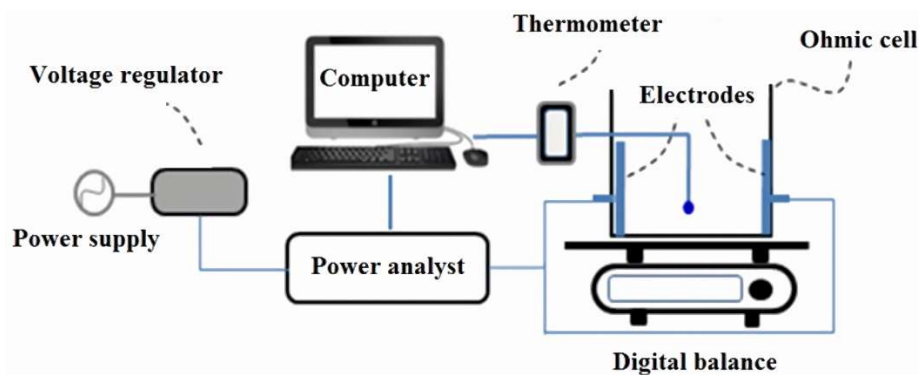 Thermometer
Ohmic cell
Voltage regulator
Computer
Electrodes
Power supply
Power analyst
Digital balance